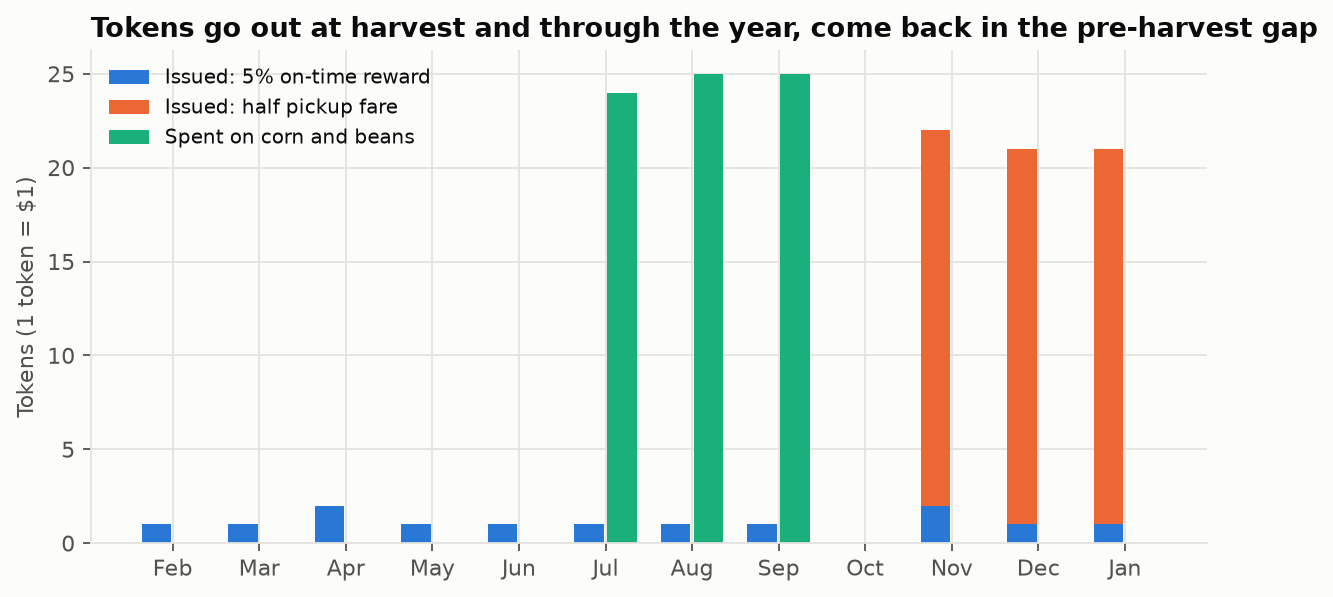 Tokens go out at harvest and through the year, come back in the pre-harvest gap
Issued: 5% on-time reward
Issued: half pickup fare
Spent on corn and beans
Tokens (1 token = $1)
25
20
15
10
5
0
Feb Mar Apr May Jun Jul Aug Sep Oct Nov Dec Jan